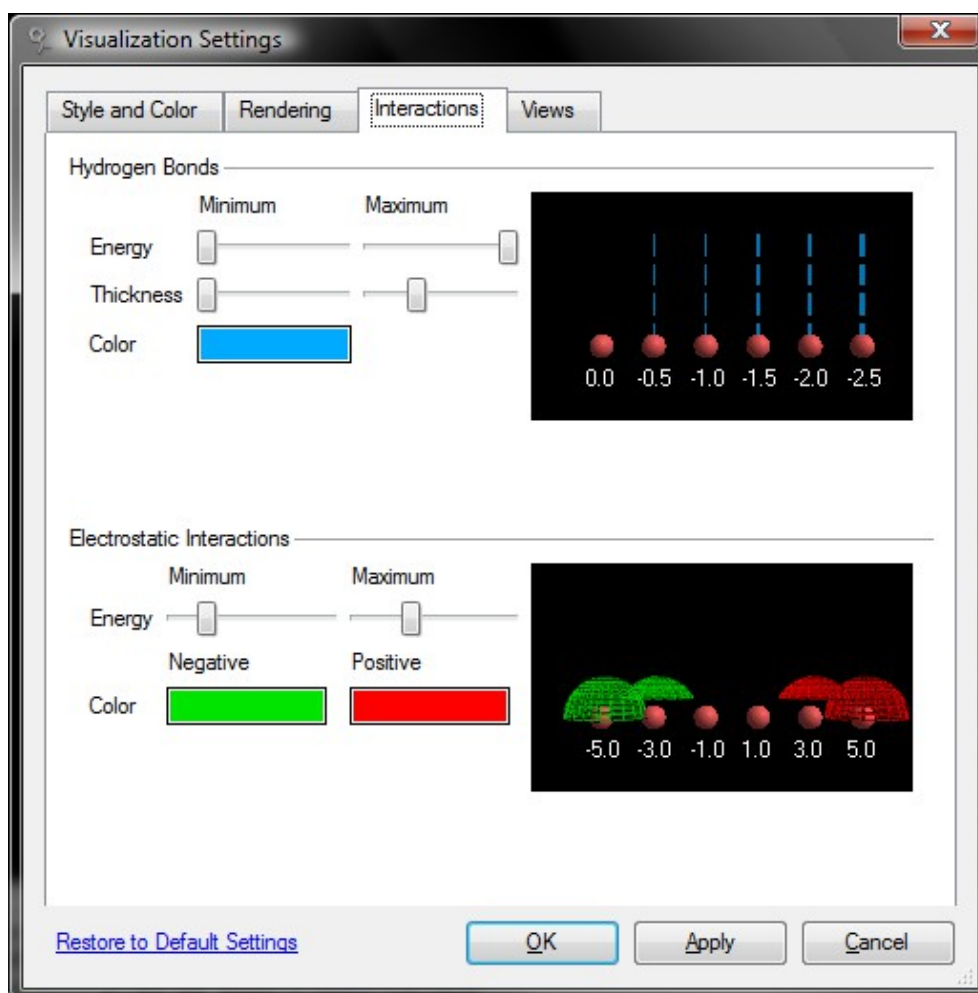 Visualization Settings
Style and Color Rendering Interactions Views
Hydrogen Bonds
Minimum Maximum
Energy
Thickness
Color
0.0 -0.5 -1.0 -1.5 -2.0 -2.5
Electrostatic Interactions
Minimum Maximum
Energy
Negative Positive
Color
-5.0 -3.0 -1.0 1.0 3.0 5.0
Restore to Default Settings OK Apply Cancel